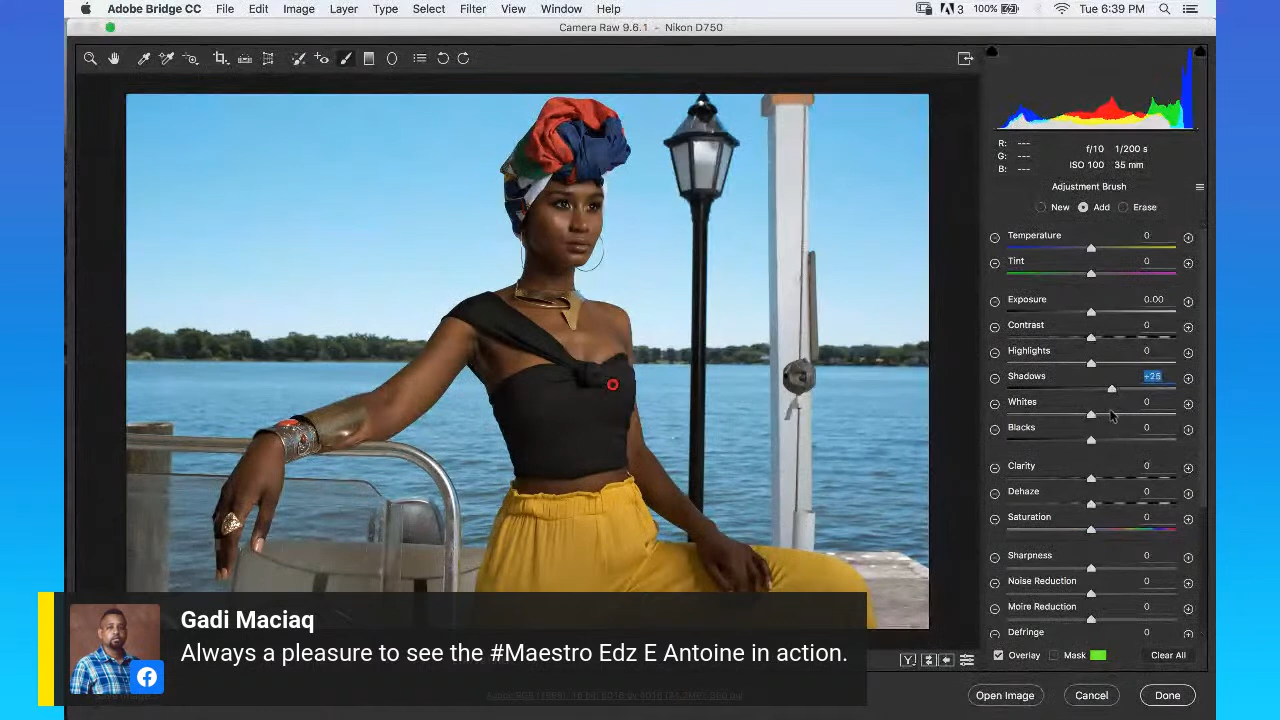 Adobe Bridge CC File Edit Image Layer Type Select Filter View Window Help 3 100% Tue 6:39 PM
Camera Raw 9.6.1 - Nikon D750
R: ---
G: ---
B: ---
f/10 1/200 s
ISO 100 35 mm
Adjustment Brush
New Add Erase
Temperature 0
Tint 0
Exposure 0.00
Contrast 0
Highlights 0
Shadows +25
Whites 0
Blacks 0
Clarity 0
Dehaze 0
Saturation 0
Sharpness 0
Noise Reduction 0
Moire Reduction 0
Defringe 0
Y Overlay Mask Clear All
Open Image Cancel Done
Gadi Maciaq
Always a pleasure to see the #Maestro Edz E Antoine in action.